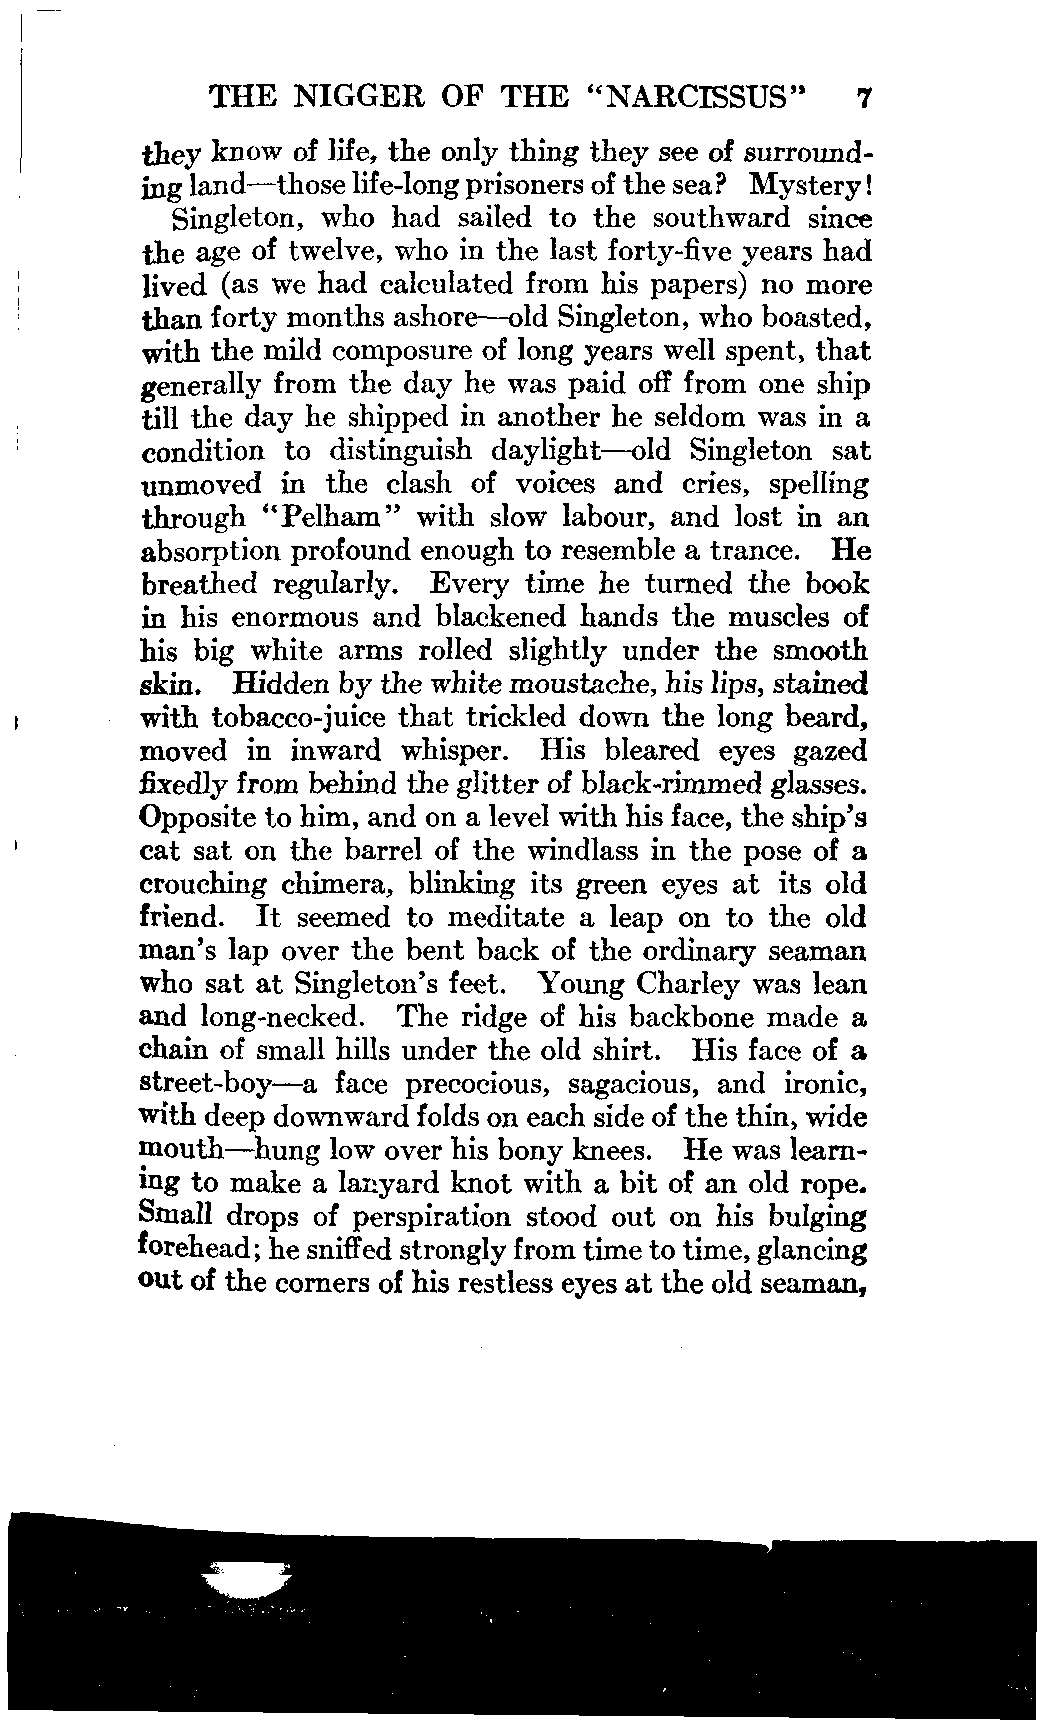 THE NIGGER OF THE "NARCISSUS" 7
they know of life, the only thing they see of surround-
ing land—those life-long prisoners of the sea? Mystery!
Singleton, who had sailed to the southward since
the age of twelve, who in the last forty-five years had
lived (as we had calculated from his papers) no more
than forty months ashore—old Singleton, who boasted,
with the mild composure of long years well spent, that
generally from the day he was paid off from one ship
till the day he shipped in another he seldom was in a
condition to distinguish daylight—old Singleton sat
unmoved in the clash of voices and cries, spelling
through "Pelham" with slow labour, and lost in an
absorption profound enough to resemble a trance. He
breathed regularly. Every time he turned the book
in his enormous and blackened hands the muscles of
his big white arms rolled slightly under the smooth
skin. Hidden by the white moustache, his lips, stained
with tobacco-juice that trickled down the long beard,
moved in inward whisper. His bleared eyes gazed
fixedly from behind the glitter of black-rimmed glasses.
Opposite to him, and on a level with his face, the ship's
cat sat on the barrel of the windlass in the pose of a
crouching chimera, blinking its green eyes at its old
friend. It seemed to meditate a leap on to the old
man's lap over the bent back of the ordinary seaman
who sat at Singleton's feet. Young Charley was lean
and long-necked. The ridge of his backbone made a
chain of small hills under the old shirt. His face of a
street-boy—a face precocious, sagacious, and ironic,
with deep downward folds on each side of the thin, wide
mouth—hung low over his bony knees. He was learn-
ing to make a lanyard knot with a bit of an old rope.
Small drops of perspiration stood out on his bulging
forehead; he sniffed strongly from time to time, glancing
out of the corners of his restless eyes at the old seaman,